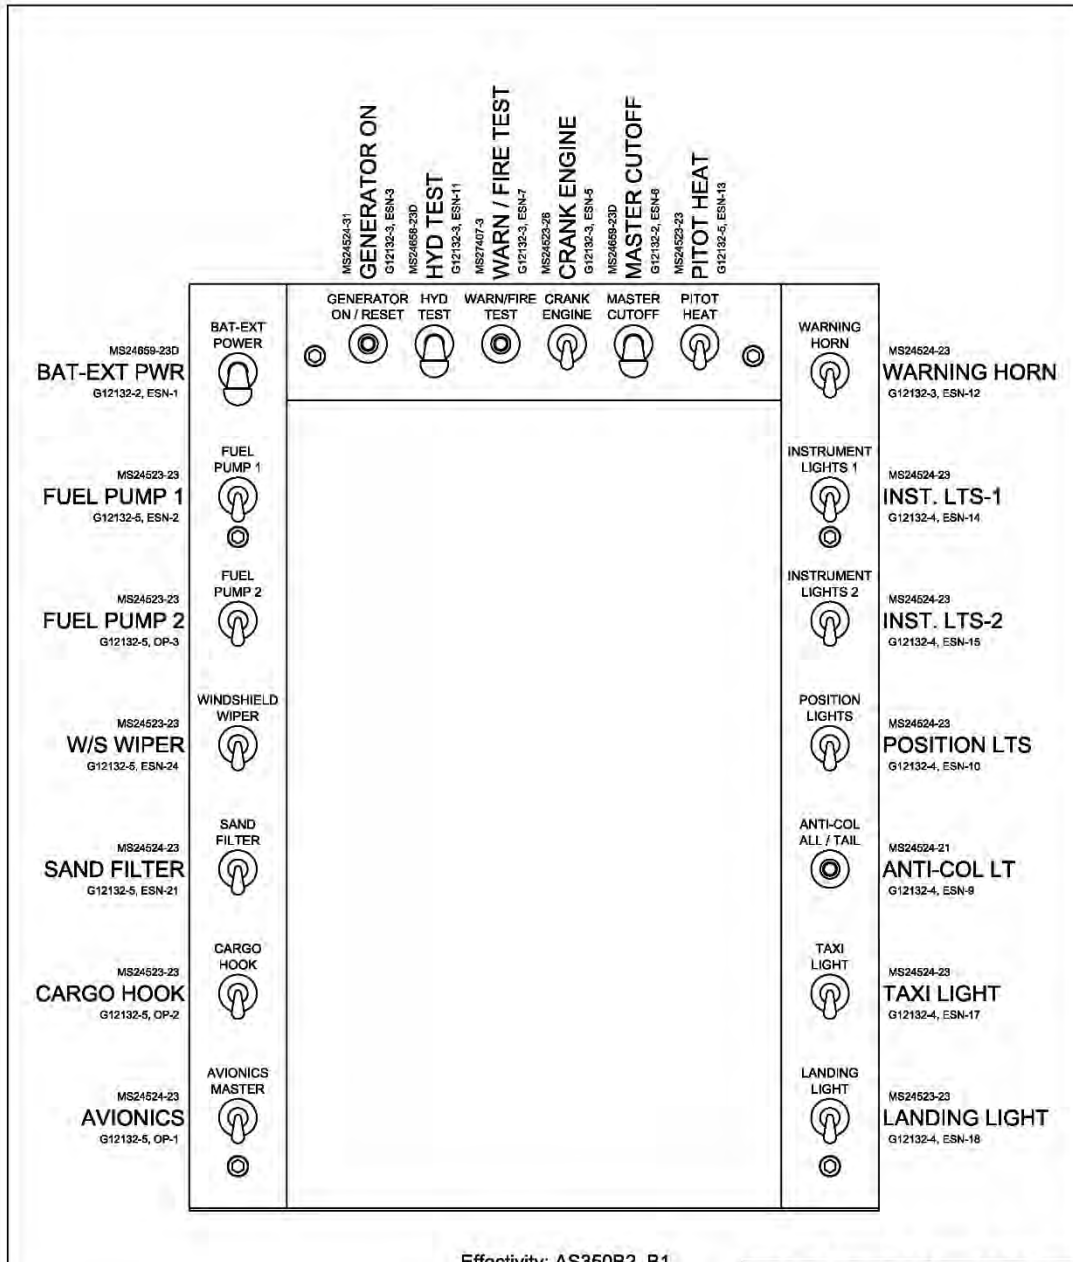 MS24524-31
GENERATOR ON
G12132-3, ESN-3
MS24658-23D
HYD TEST
G12132-3, ESN-11
MS27407-3
WARN / FIRE TEST
G12132-3, ESN-7
MS24523-26
CRANK ENGINE
G12132-3, ESN-5
MS24659-23D
MASTER CUTOFF
G12132-2, ESN-6
MS24523-23
PITOT HEAT
G12132-5, ESN-13
GENERATOR
ON / RESET
HYD
TEST
WARN/FIRE
TEST
CRANK
ENGINE
MASTER
CUTOFF
PITOT
HEAT
MS24659-23D
BAT-EXT PWR
G12132-2, ESN-1
BAT-EXT
POWER
WARNING
HORN
MS24524-23
WARNING HORN
G12132-3, ESN-12
MS24523-23
FUEL PUMP 1
G12132-5, ESN-2
FUEL
PUMP 1
INSTRUMENT
LIGHTS 1
MS24524-23
INST. LTS-1
G12132-4, ESN-14
MS24523-23
FUEL PUMP 2
G12132-5, OP-3
FUEL
PUMP 2
INSTRUMENT
LIGHTS 2
MS24524-23
INST. LTS-2
G12132-4, ESN-15
MS24523-23
W/S WIPER
G12132-5, ESN-24
WINDSHIELD
WIPER
POSITION
LIGHTS
MS24524-23
POSITION LTS
G12132-4, ESN-10
MS24524-23
SAND FILTER
G12132-5, ESN-21
SAND
FILTER
ANTI-COL
ALL / TAIL
MS24524-21
ANTI-COL LT
G12132-4, ESN-9
MS24523-23
CARGO HOOK
G12132-5, OP-2
CARGO
HOOK
TAXI
LIGHT
MS24524-23
TAXI LIGHT
G12132-4, ESN-17
MS24524-23
AVIONICS
G12132-5, OP-1
AVIONICS
MASTER
LANDING
LIGHT
MS24523-23
LANDING LIGHT
G12132-4, ESN-18
Effectivity: AS350B2, B1